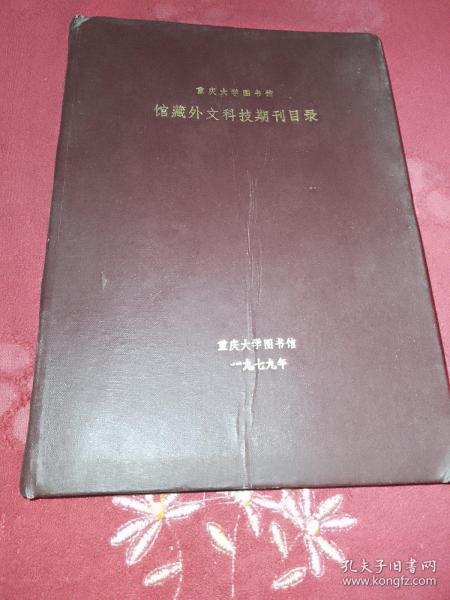 重庆大学图书馆
馆藏外文科技期刊目录
重庆大学图书馆
一九七九年
孔夫子旧书网
www.kongfz.com